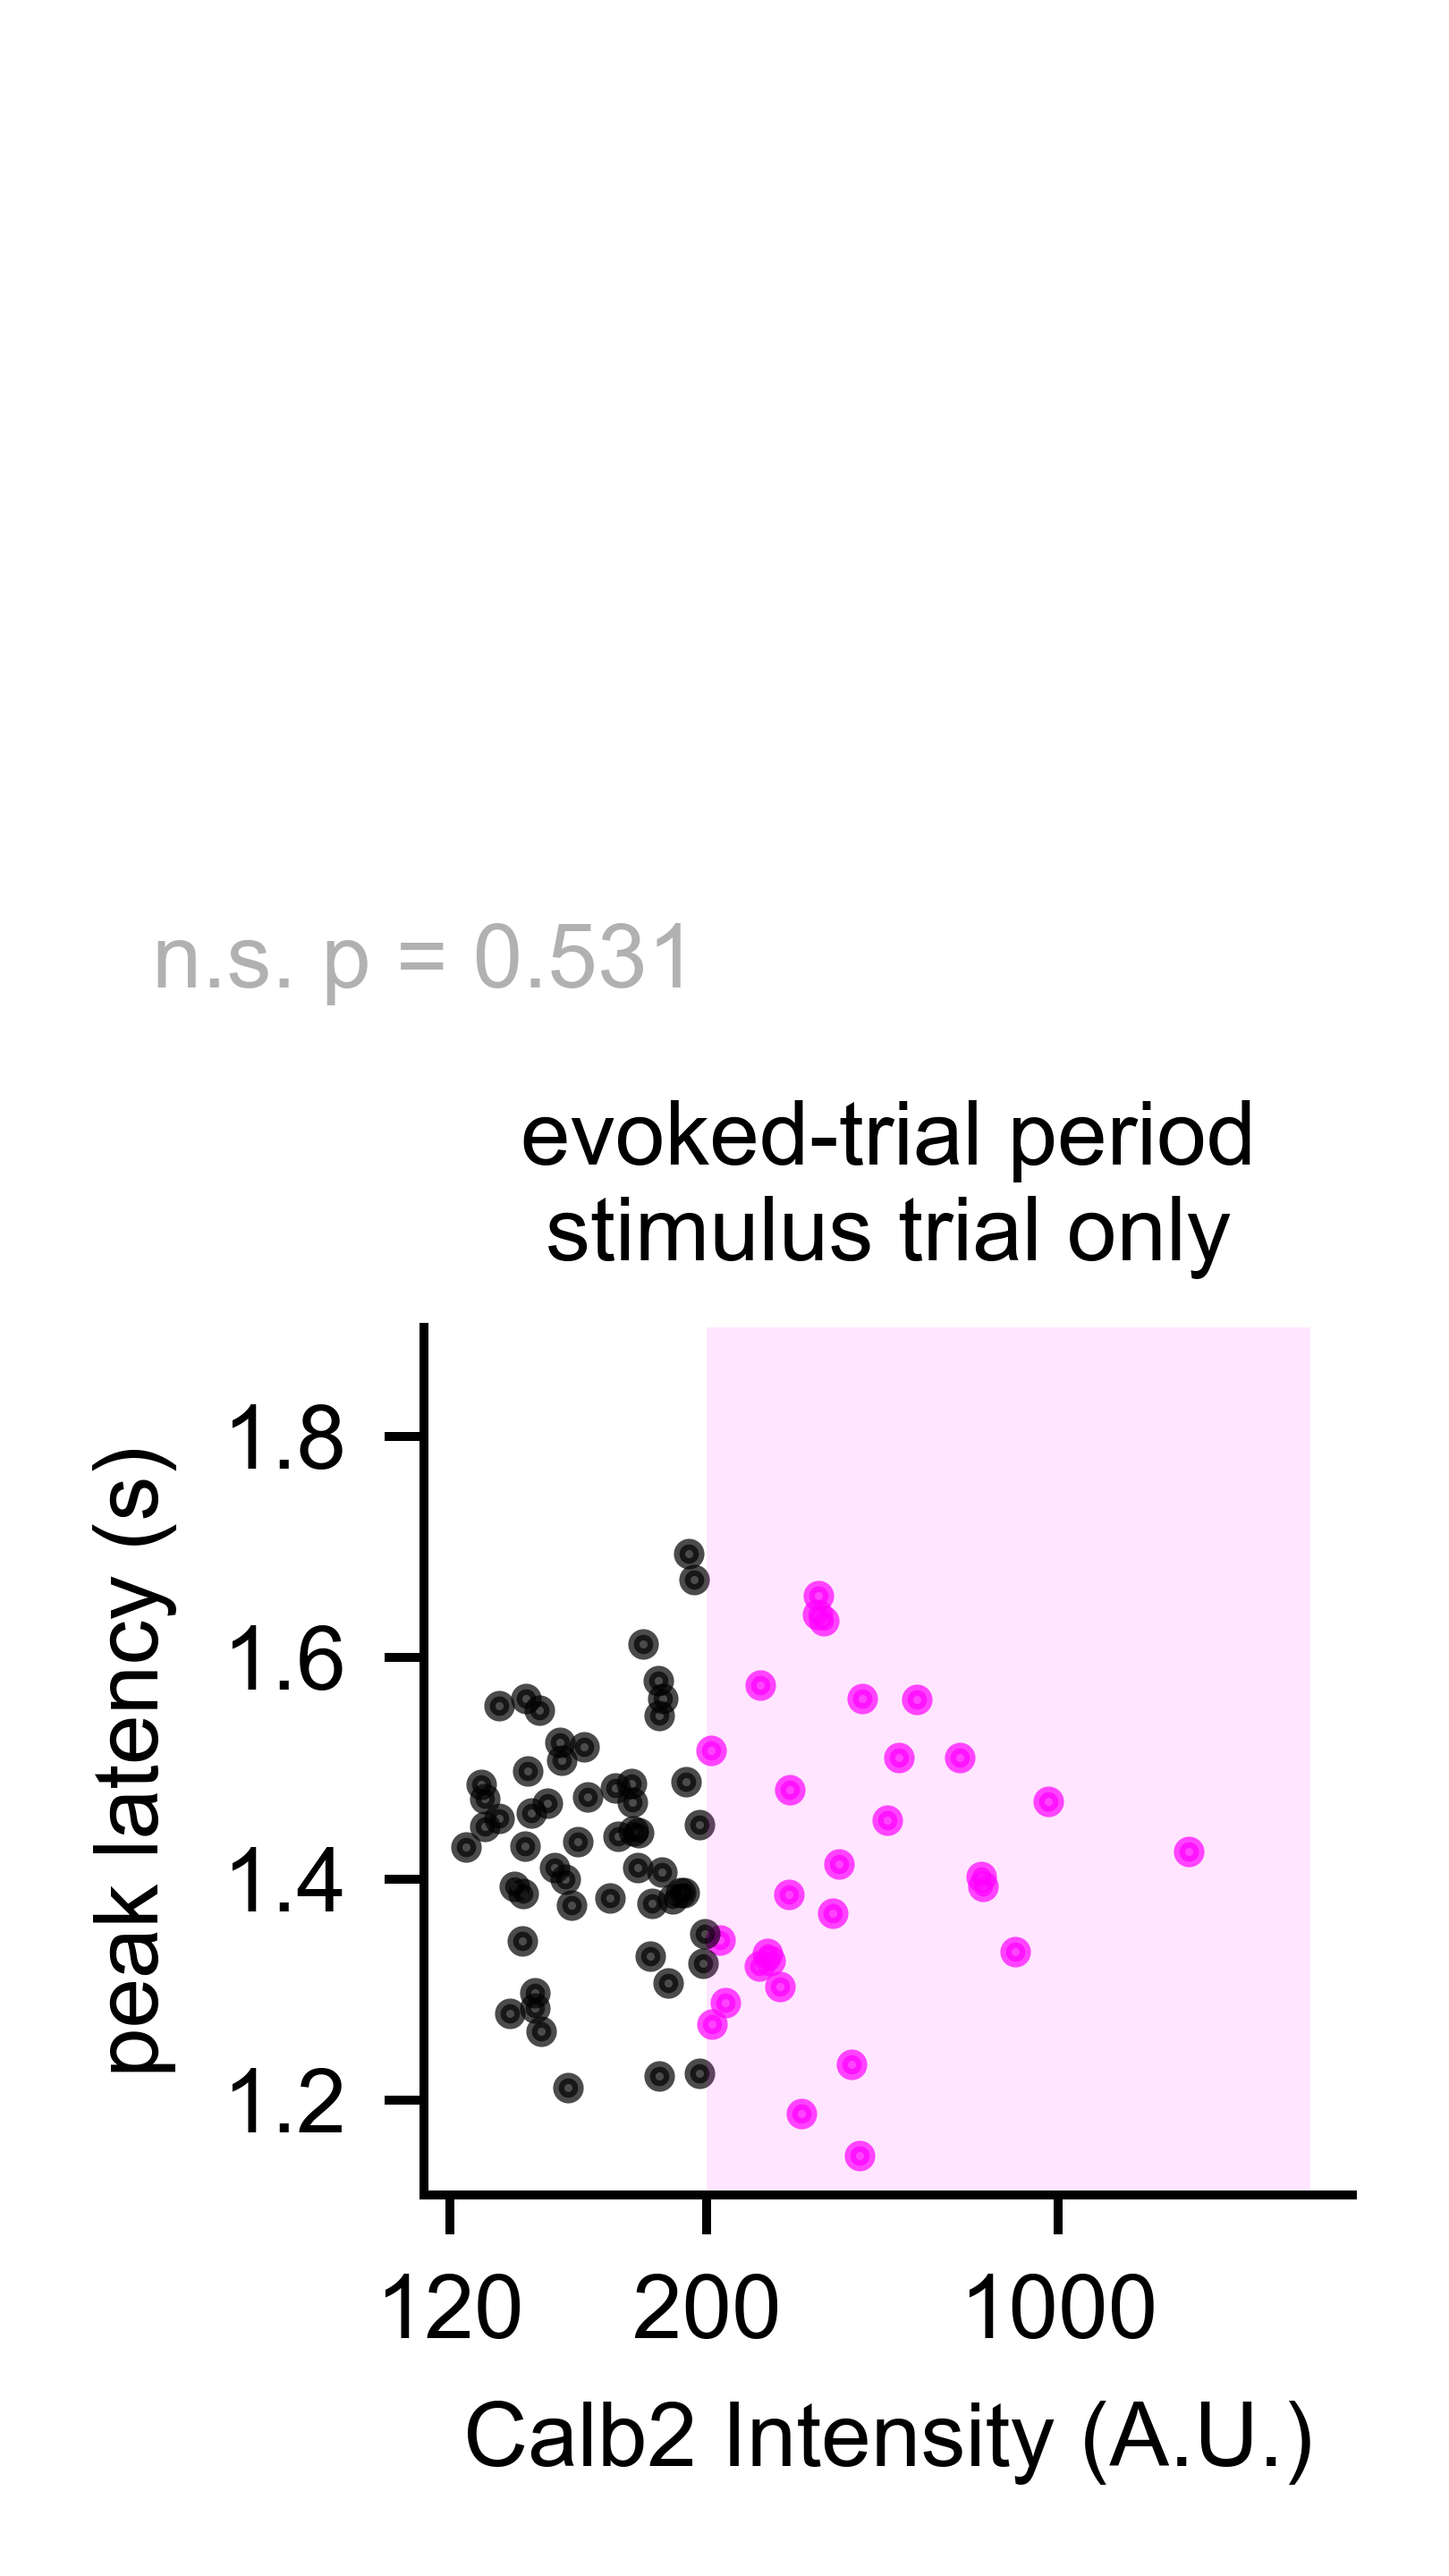 n.s. p = 0.531
evoked-trial period
stimulus trial only
peak latency (s)
1.8
1.6
1.4
1.2
120
200
1000
Calb2 Intensity (A.U.)